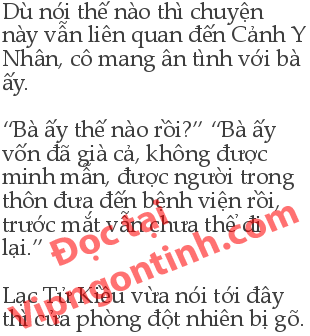 Dù nói thế nào thì chuyện
này vẫn liên quan đến Cảnh Y
Nhân, cô mang ân tình với bà
ấy.
“Bà ấy thế nào rồi?” “Bà ấy
vốn đã già cả, không được
minh mẫn, được người trong
thôn đưa đến bệnh viện rồi,
trước mắt vẫn chưa thể đi
lại.”
Đọc tại
Vipngontinh.com
Lạc Tử Kiều vừa nói tới đây
thì cửa phòng đột nhiên bị gõ.